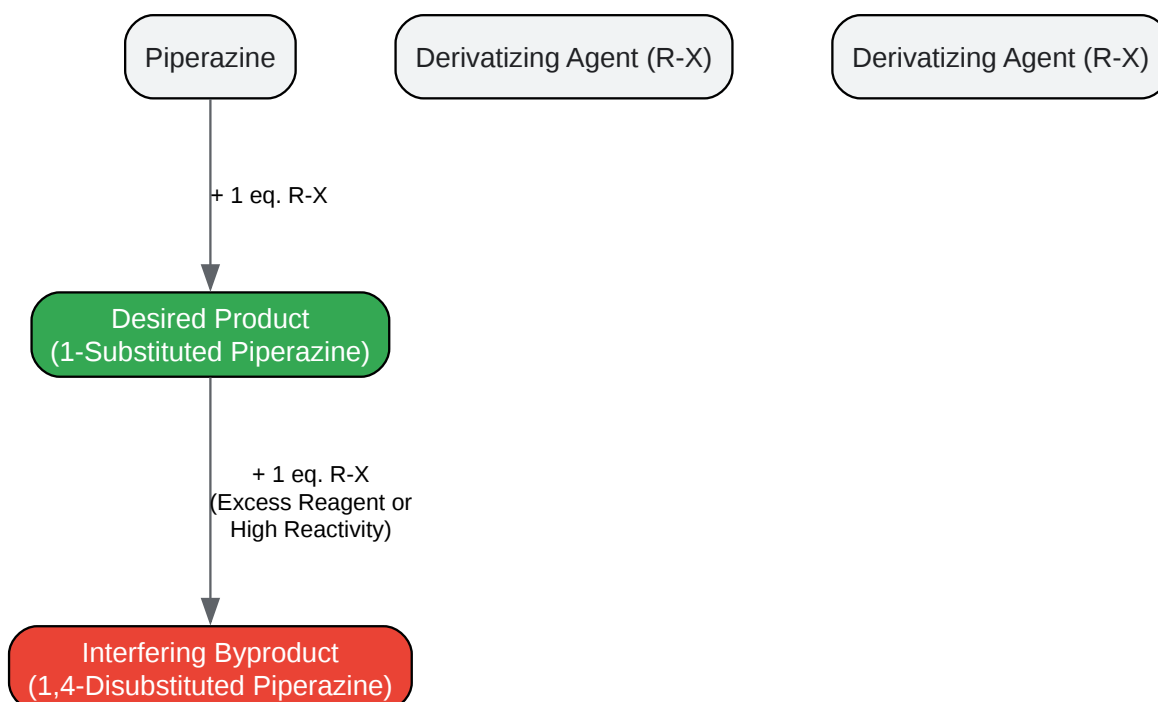 Piperazine
Derivatizing Agent (R-X)
Derivatizing Agent (R-X)
+ 1 eq. R-X
Desired Product
(1-Substituted Piperazine)
+ 1 eq. R-X
(Excess Reagent or
High Reactivity)
Interfering Byproduct
(1,4-Disubstituted Piperazine)